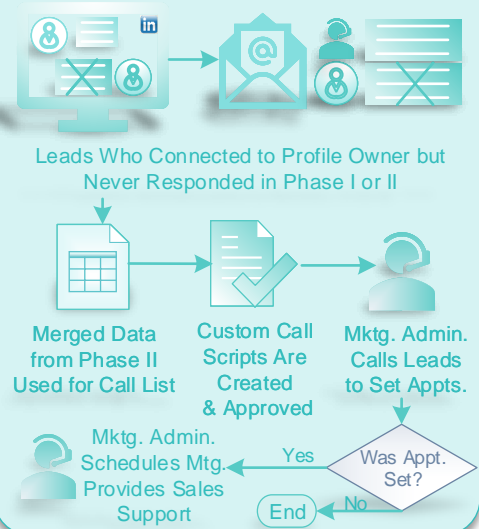 in
@
Leads Who Connected to Profile Owner but
Never Responded in Phase I or II
Merged Data
from Phase II
Used for Call List
Custom Call
Scripts Are
Created
& Approved
Mktg. Admin.
Calls Leads
to Set Appts.
Was Appt.
Set?
Yes
No
Mktg. Admin.
Schedules Mtg.
Provides Sales
Support
End